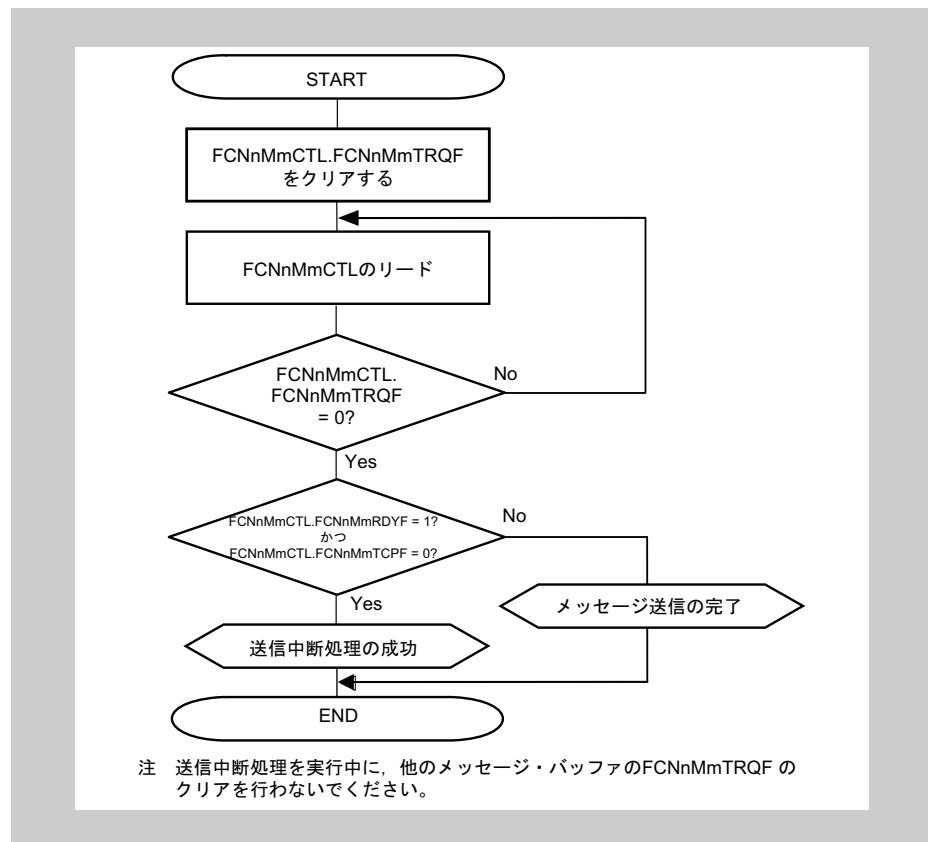 START
FCNnMmCTL.FCNnMmTRQF
をクリアする
FCNnMmCTLのリード
FCNnMmCTL.
FCNnMmTRQF
= 0?
No
Yes
FCNnMmCTL.FCNnMmRDYF = 1?
かつ
FCNnMmCTL.FCNnMmTCPF = 0?
No
Yes
メッセージ送信の完了
送信中断処理の成功
END
注 送信中断処理を実行中に，他のメッセージ・バッファのFCNnMmTRQF の
クリアを行わないでください。